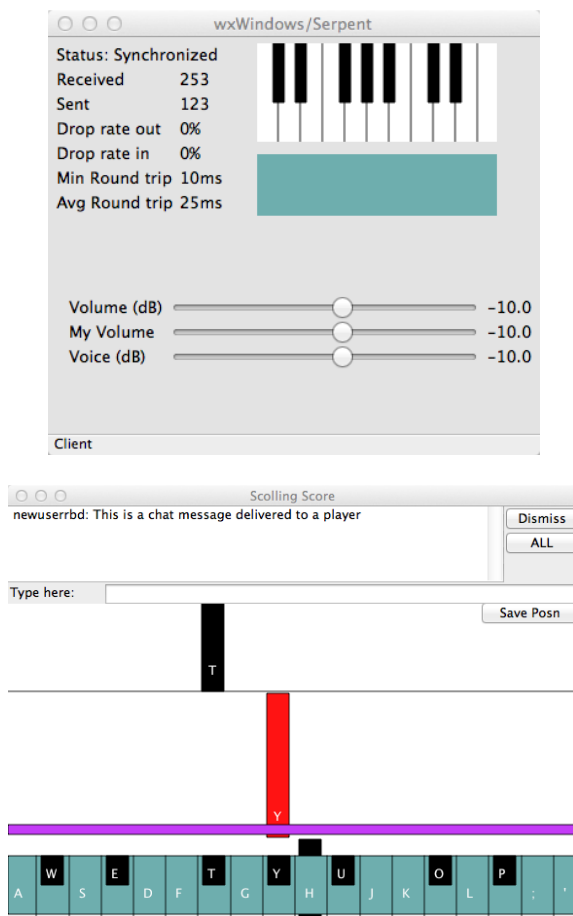 wxWindows/Serpent
Status: Synchronized
Received 253
Sent 123
Drop rate out 0%
Drop rate in 0%
Min Round trip 10ms
Avg Round trip 25ms
Volume (dB) -10.0
My Volume -10.0
Voice (dB) -10.0
Client
Scolling Score
newuserrbd: This is a chat message delivered to a player
Dismiss
ALL
Type here:
Save Posn
T
Y
W E T Y U O P
A S D F G H J K L ; '